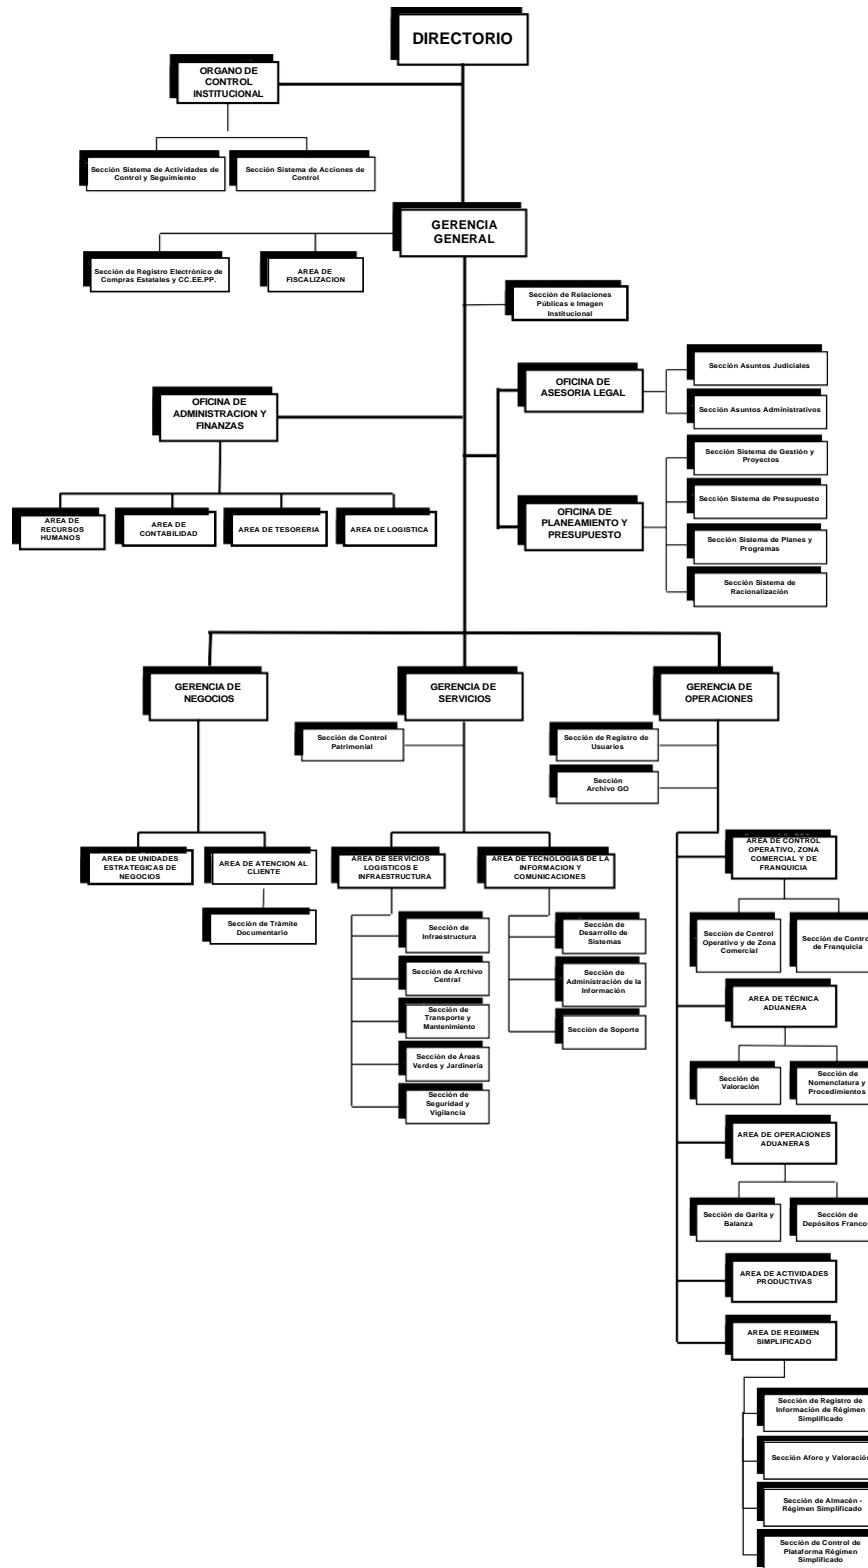 DIRECTORIO
ORGANO DE
CONTROL
INSTITUCIONAL
Sección Sistema de Actividades de
Control y Seguimiento
Sección Sistema de Acciones de
Control
GERENCIA
GENERAL
Sección de Registro Electrónico de
Compras Estatales y CC.EE.PP.
AREA DE
FISCALIZACION
Sección de Relaciones
Públicas e Imagen
Institucional
OFICINA DE
ASESORIA LEGAL
Sección Asuntos Judiciales
Sección Asuntos Administrativos
OFICINA DE
ADMINISTRACION Y
FINANZAS
Sección Sistema de Gestión y
Proyectos
Sección Sistema de Presupuesto
OFICINA DE
PLANEAMIENTO Y
PRESUPUESTO
Sección Sistema de Planes y
Programas
Sección Sistema de
Racionalización
AREA DE
RECURSOS
HUMANOS
AREA DE
CONTABILIDAD
AREA DE TESORERIA
AREA DE LOGISTICA
GERENCIA DE
NEGOCIOS
GERENCIA DE
SERVICIOS
GERENCIA DE
OPERACIONES
Sección de Control
Patrimonial
Sección de Registro de
Usuarios
Sección
Archivo GO
AREA DE UNIDADES
ESTRATEGICAS DE
NEGOCIOS
AREA DE ATENCION AL
CLIENTE
Sección de Trámite
Documentario
AREA DE SERVICIOS
LOGISTICOS E
INFRAESTRUCTURA
AREA DE TECNOLOGIAS DE LA
INFORMACION Y
COMUNICACIONES
Sección de
Infraestructura
Sección de Archivo
Central
Sección de
Transporte y
Mantenimiento
Sección de Áreas
Verdes y Jardinería
Sección de
Seguridad y
Vigilancia
Sección de
Desarrollo de
Sistemas
Sección de
Administración de la
Información
Sección de Soporte
AREA DE CONTROL
OPERATIVO, ZONA
COMERCIAL Y DE
FRANQUICIA
Sección de Control
Operativo y de Zona
Comercial
Sección de Control
de Franquicia
AREA DE TÉCNICA
ADUANERA
Sección de
Valoración
Sección de
Nomenclatura y
Procedimientos
AREA DE OPERACIONES
ADUANERAS
Sección de Garita y
Balanza
Sección de
Depósitos Francos
AREA DE ACTIVIDADES
PRODUCTIVAS
AREA DE REGIMEN
SIMPLIFICADO
Sección de Registro de
Información de Régimen
Simplificado
Sección Aforo y Valoración
Sección de Almacén -
Régimen Simplificado
Sección de Control de
Plataforma Régimen
Simplificado